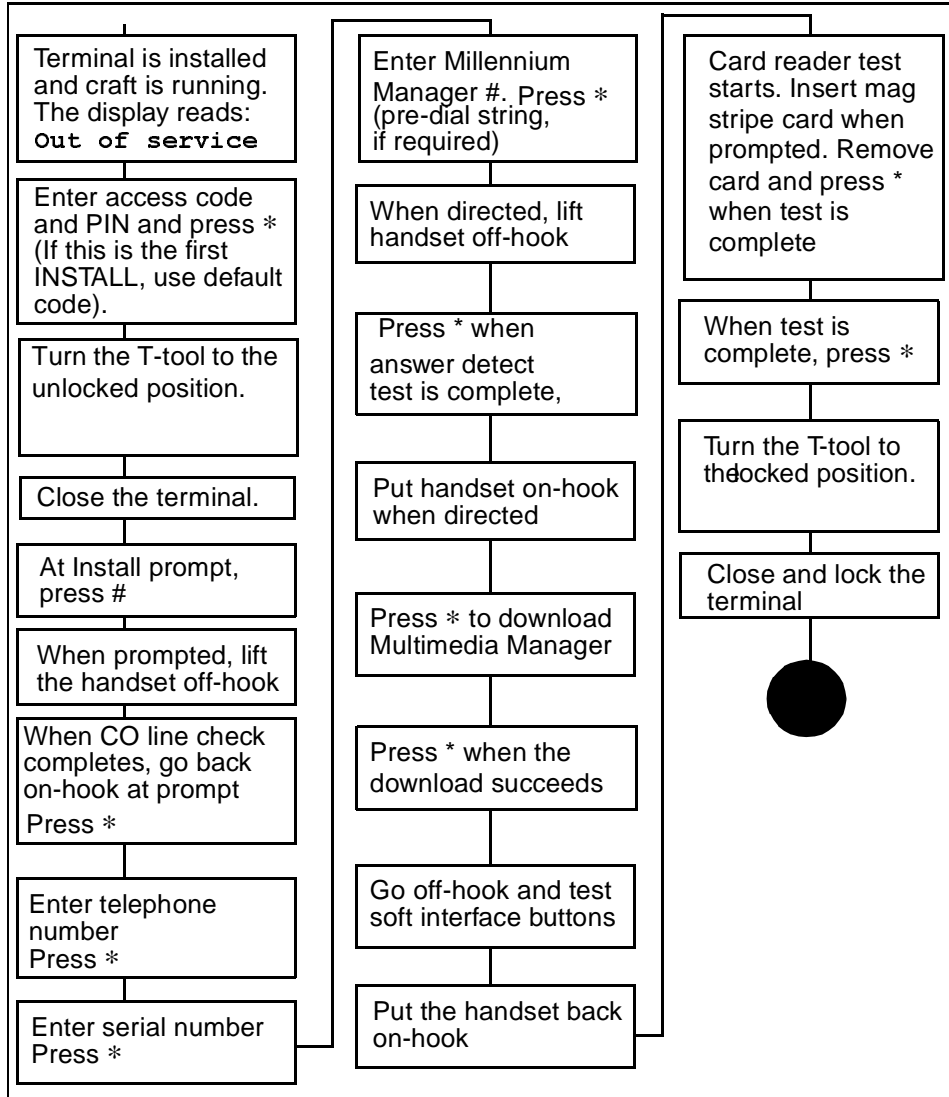 Terminal is installed
and craft is running.
The display reads:
Out of service
Enter access code
and PIN and press *
(If this is the first
INSTALL, use default
code).
Turn the T-tool to the
unlocked position.
Close the terminal.
At Install prompt,
press #
When prompted, lift
the handset off-hook
When CO line check
completes, go back
on-hook at prompt
Press *
Enter telephone
number
Press *
Enter serial number
Press *
Enter Millennium
Manager #. Press *
(pre-dial string,
if required)
When directed, lift
handset off-hook
Press * when
answer detect
test is complete,
Put handset on-hook
when directed
Press * to download
Multimedia Manager
Press * when the
download succeeds
Go off-hook and test
soft interface buttons
Put the handset back
on-hook
Card reader test
starts. Insert mag
stripe card when
prompted. Remove
card and press *
when test is
complete
When test is
complete, press *
Turn the T-tool to
the locked position.
Close and lock the
terminal